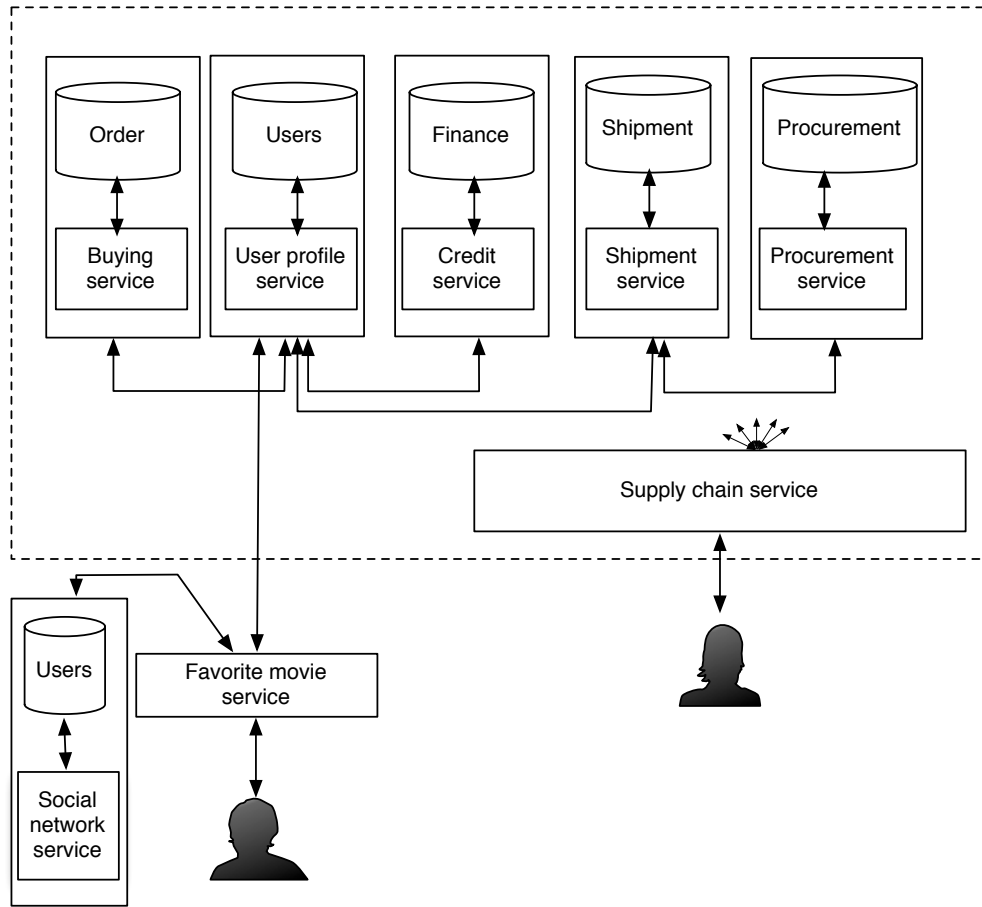 Order
Users
Finance
Shipment
Procurement
Buying
service
User profile
service
Credit
service
Shipment
service
Procurement
service
Supply chain service
Users
Favorite movie
service
Social
network
service